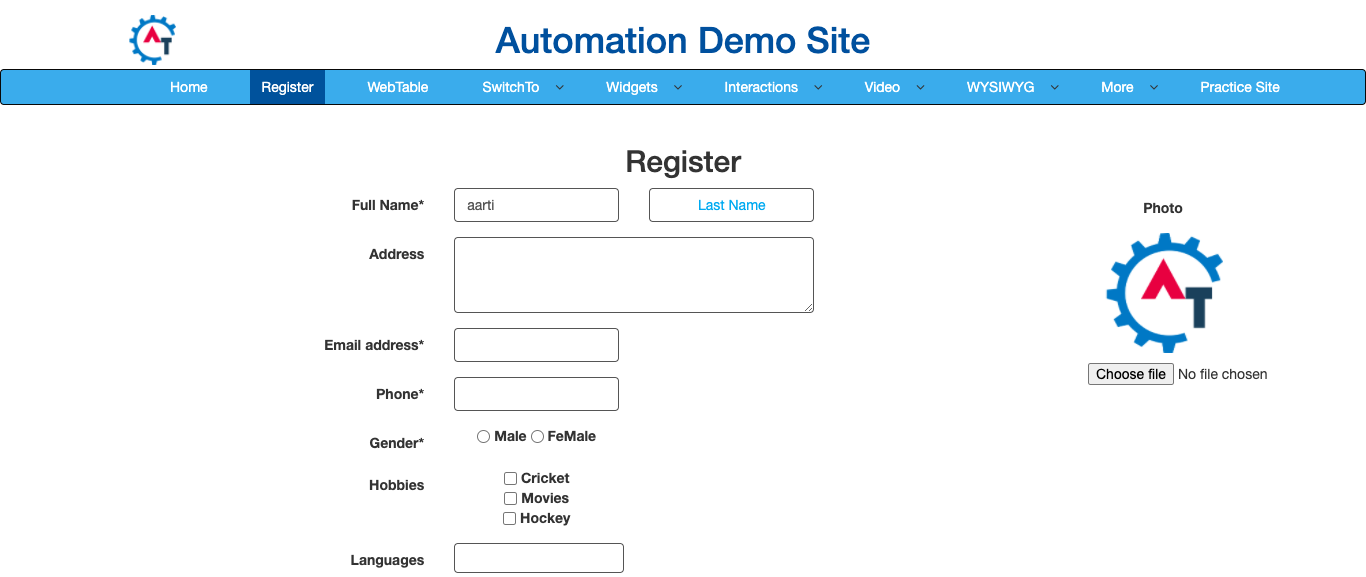 AT
Automation Demo Site
Home Register WebTable SwitchTo Widgets Interactions Video WYSIWYG More Practice Site
Register
Full Name* aarti Last Name
Photo
Address
AT
Email address*
Choose file No file chosen
Phone*
Gender* Male FeMale
Hobbies Cricket
Movies
Hockey
Languages